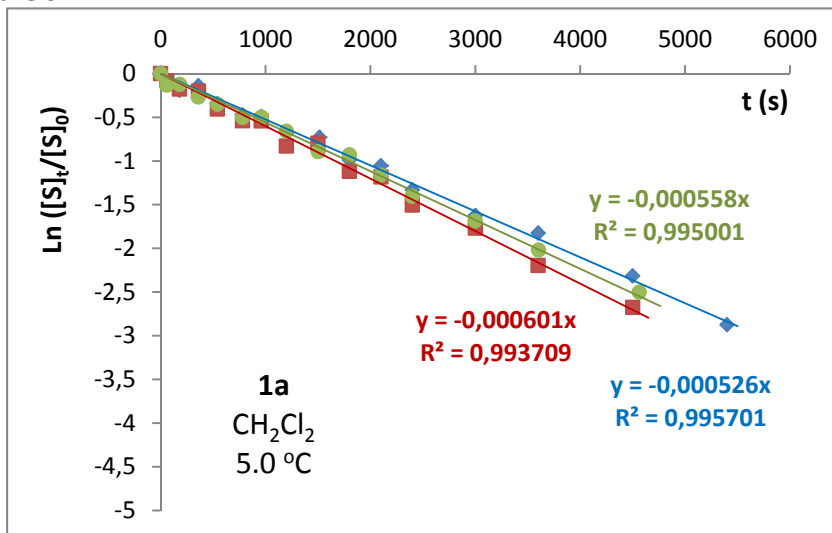 0 1000 2000 3000 4000 5000 6000
t (s)
0
-0,5
-1
-1,5
-2
-2,5
-3
-3,5
-4
-4,5
-5
Ln ([S]t/[S]0)
y = -0,000558x
R² = 0,995001
y = -0,000601x
R² = 0,993709
y = -0,000526x
R² = 0,995701
1a
CH₂Cl₂
5.0 ºC